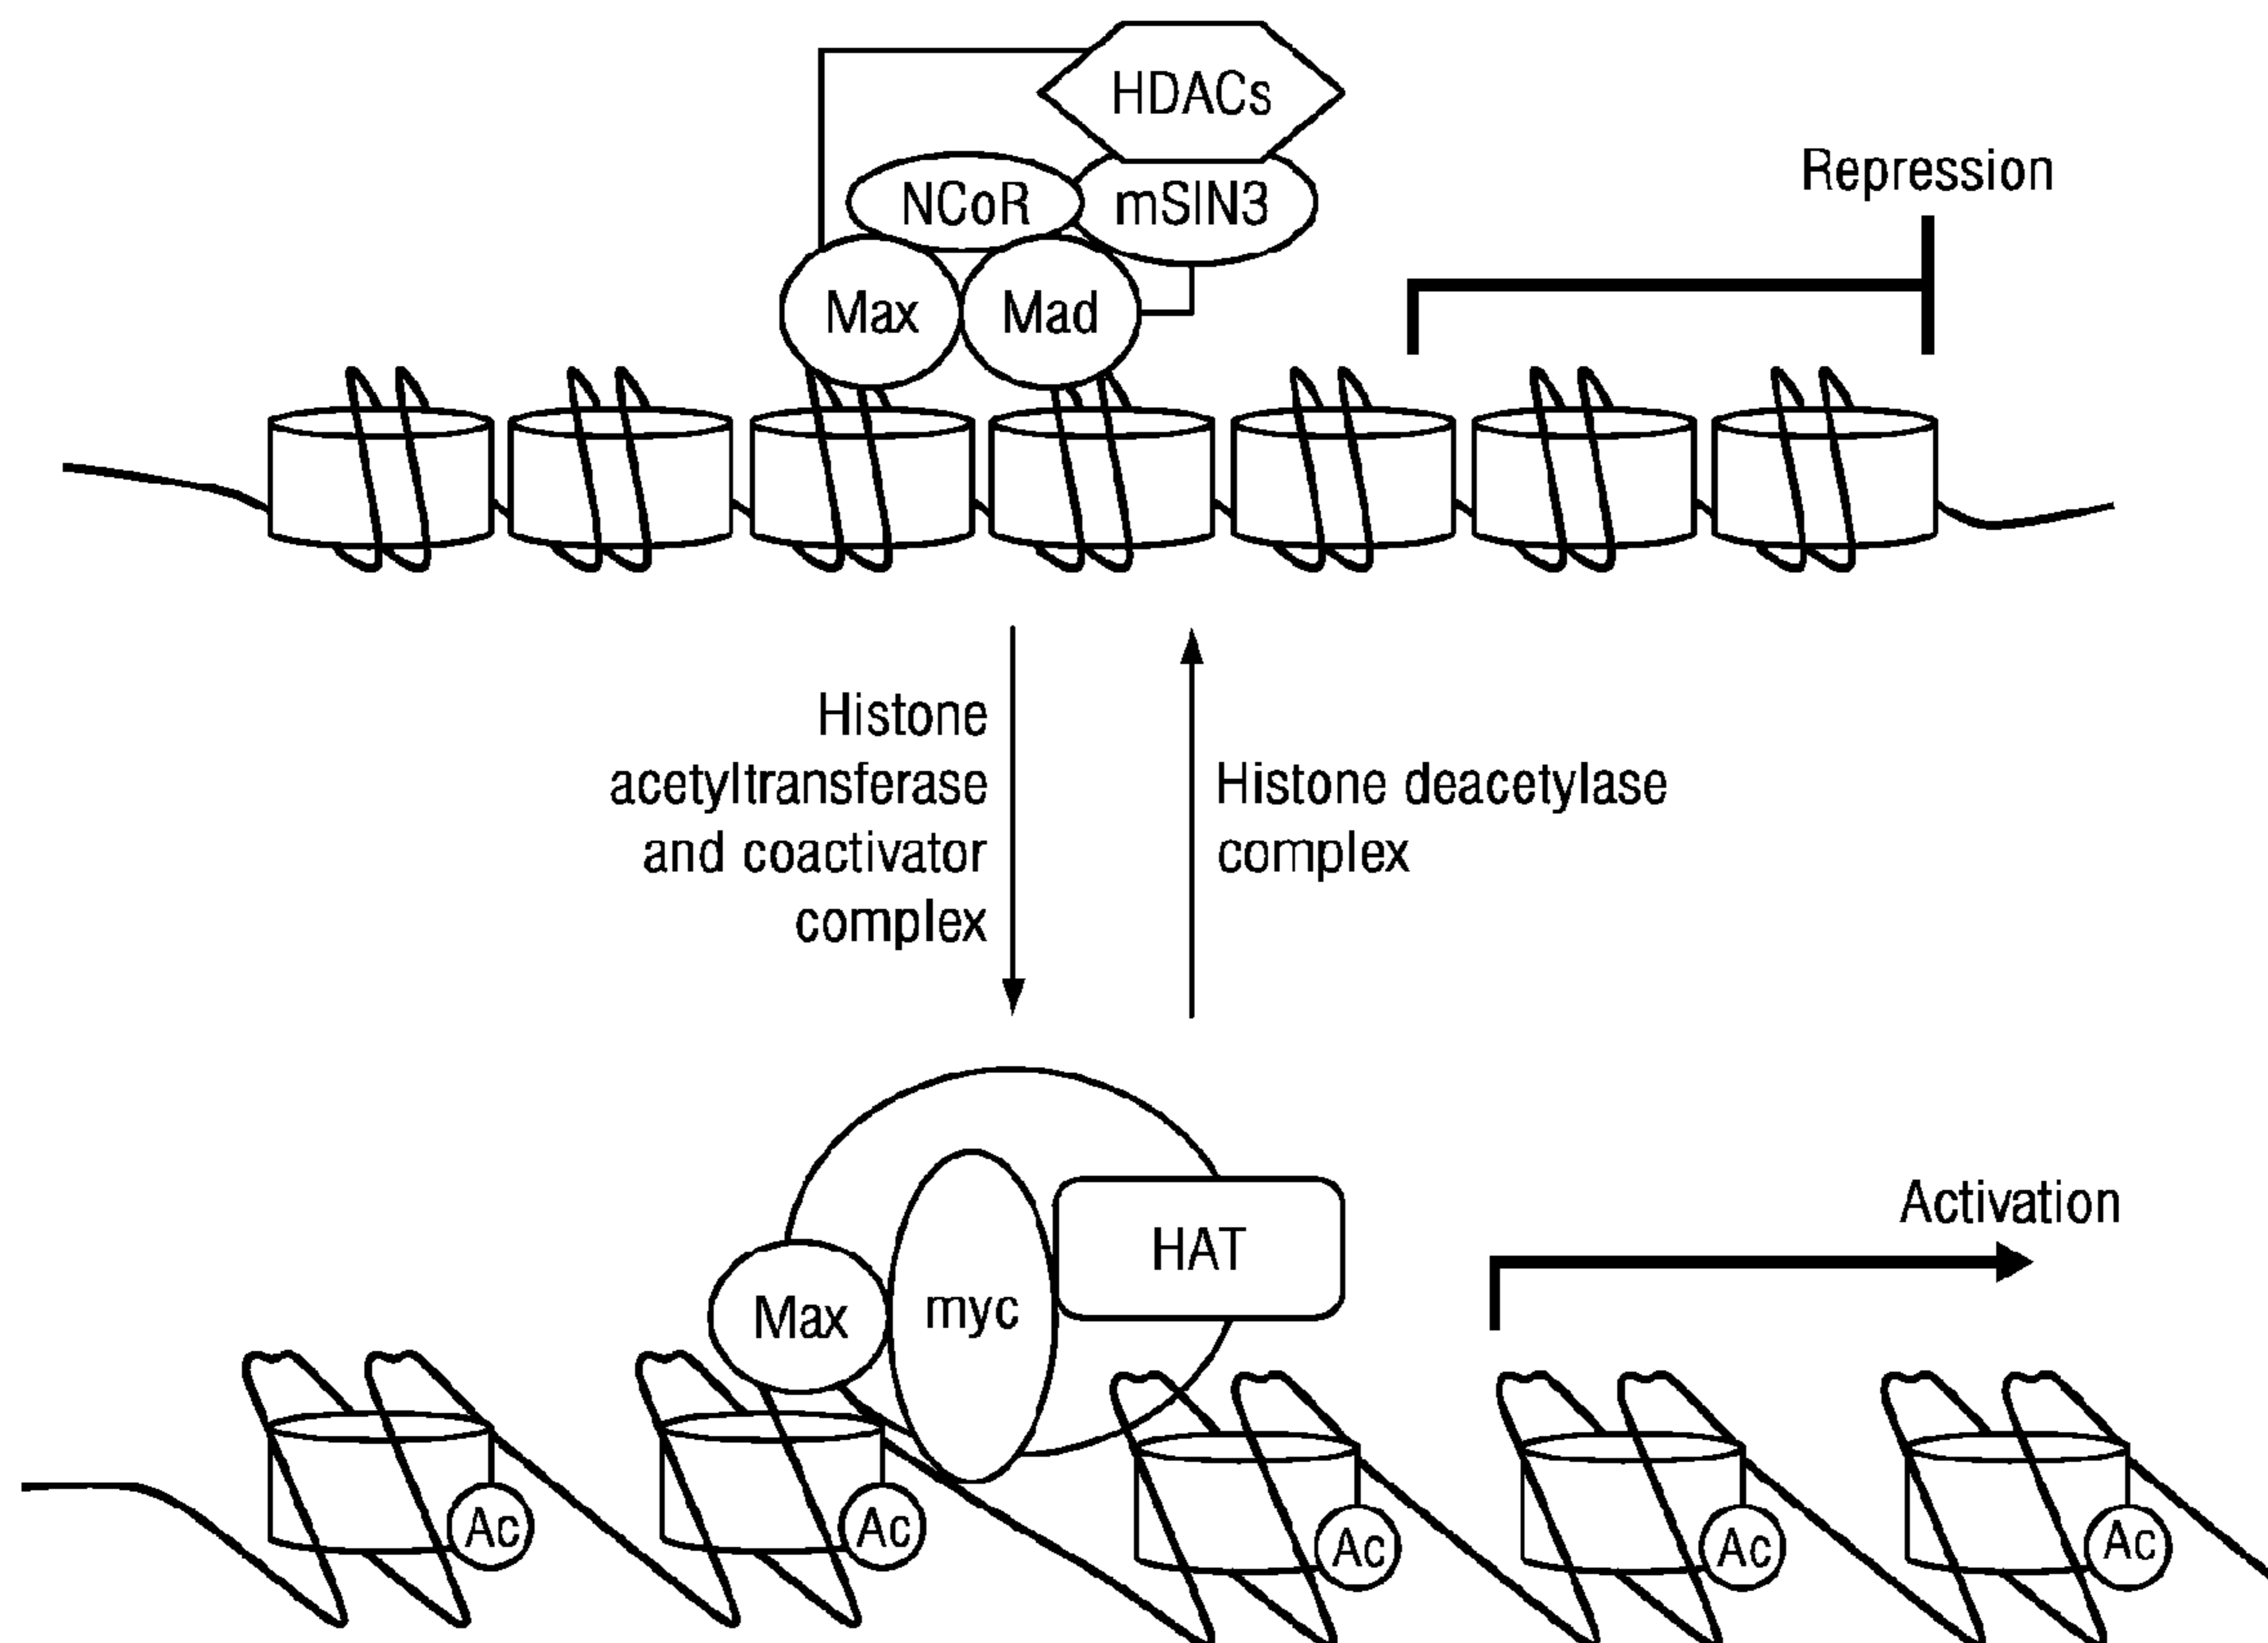 HDACs
NCoR
mSIN3
Repression
Max
Mad
Histone
acetyltransferase
and coactivator
complex
Histone deacetylase
complex
Activation
HAT
Max
myc
Ac
Ac
Ac
Ac
Ac